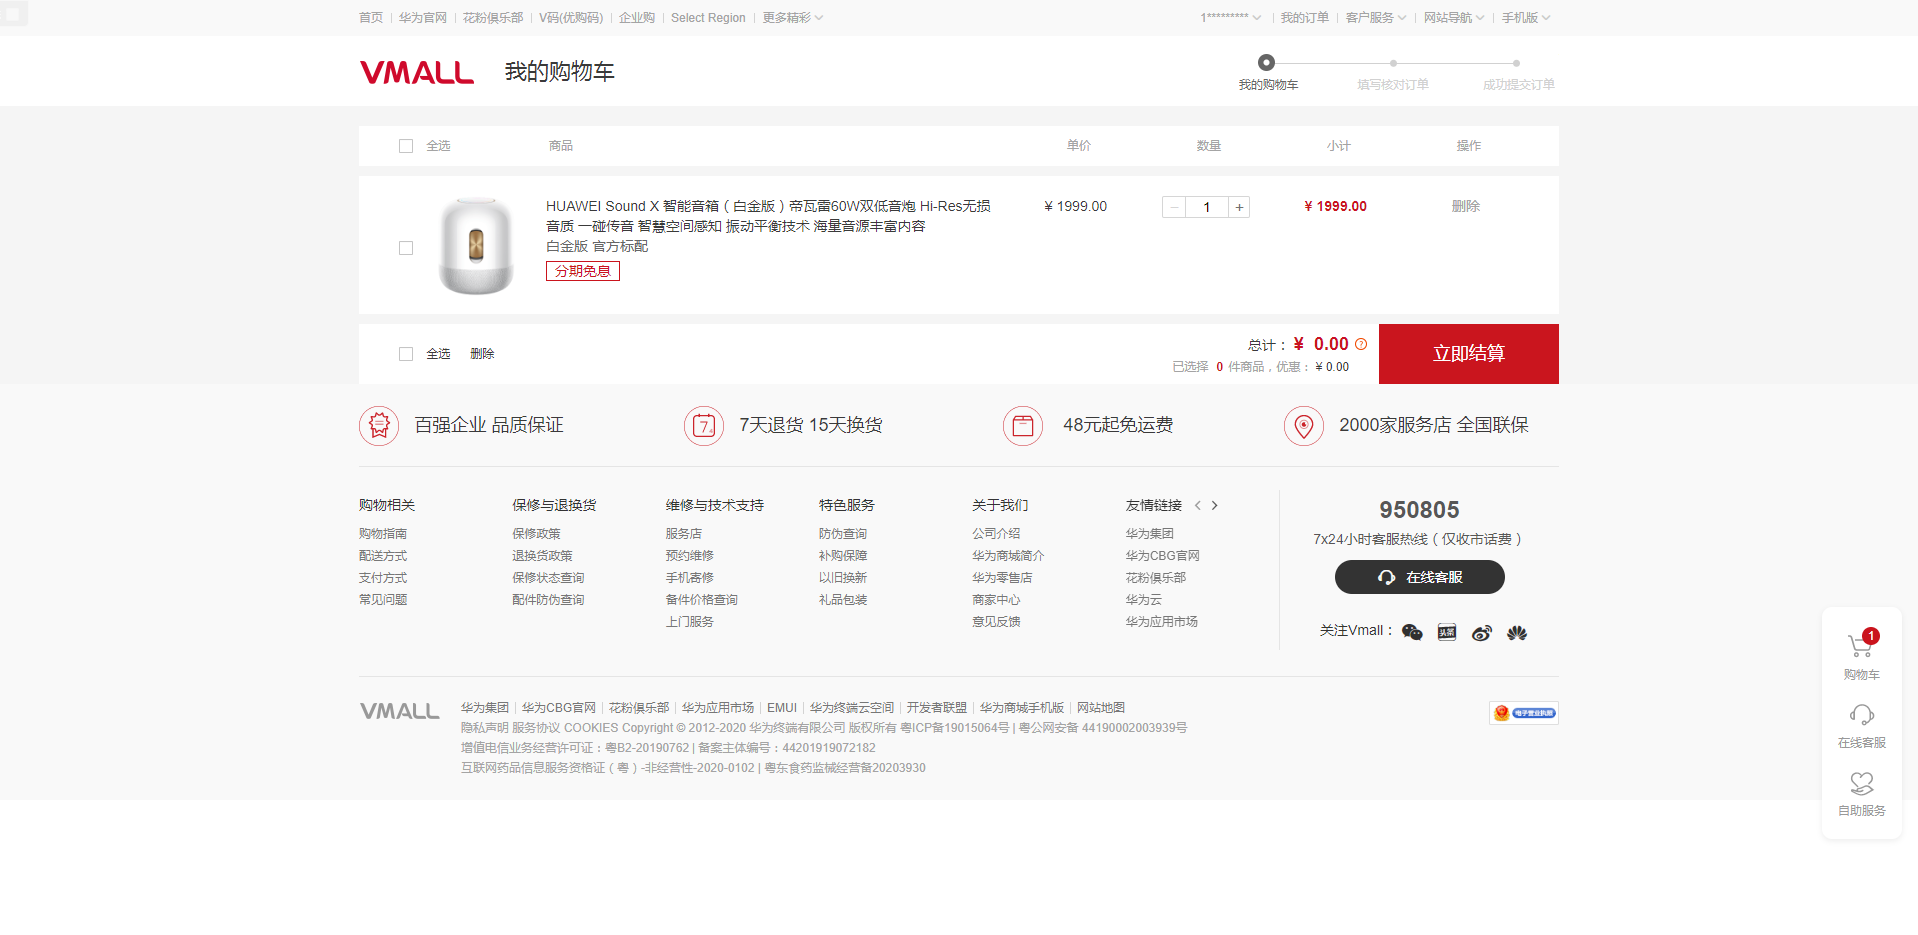 首页 华为官网 花粉俱乐部 V码(优购码) 企业购 Select Region 更多精彩 1********* 我的订单 客户服务 网站导航 手机版
VMALL 我的购物车
我的购物车 填写核对订单 成功提交订单
全选 商品 单价 数量 小计 操作
HUAWEI Sound X 智能音箱（白金版）帝瓦雷60W双低音炮 Hi-Res无损 ¥ 1999.00 － 1 + ¥ 1999.00 删除
音质 一碰传音 智慧空间感知 振动平衡技术 海量音源丰富内容
白金版 官方标配
分期免息
全选 删除 总计： ¥ 0.00 ? 立即结算
已选择 0 件商品，优惠： ¥ 0.00
百强企业 品质保证 7天退货 15天换货 48元起免运费 2000家服务店 全国联保
购物相关 保修与退换货 维修与技术支持 特色服务 关于我们 友情链接 < > 950805
购物指南 保修政策 服务店 防伪查询 公司介绍 华为集团 7x24小时客服热线（仅收市话费）
配送方式 退换货政策 预约维修 补购保障 华为商城简介 华为CBG官网
支付方式 保修状态查询 手机寄修 以旧换新 华为零售店 花粉俱乐部 在线客服
常见问题 配件防伪查询 备件价格查询 礼品包装 商家中心 华为云
上门服务 意见反馈 华为应用市场 关注Vmall： 头条
1
购物车
在线客服
自助服务
VMALL 华为集团 华为CBG官网 花粉俱乐部 华为应用市场 EMUI 华为终端云空间 开发者联盟 华为商城手机版 网站地图 电子营业执照
隐私声明 服务协议 COOKIES Copyright © 2012-2020 华为终端有限公司 版权所有 粤ICP备19015064号 | 粤公网安备 44190002003939号
增值电信业务经营许可证：粤B2-20190762 | 备案主体编号：44201919072182
互联网药品信息服务资格证（粤）-非经营性-2020-0102 | 粤东食药监械经营备20203930